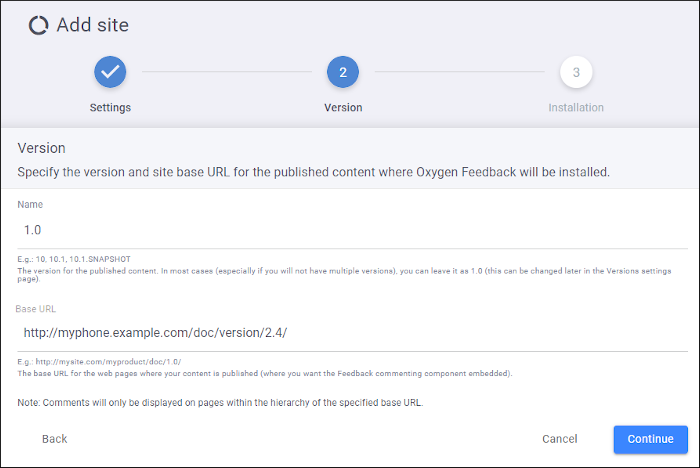 Add site
2
3
Settings
Version
Installation
Version
Specify the version and site base URL for the published content where Oxygen Feedback will be installed.
Name
1.0
E.g.: 10, 10.1, 10.1.SNAPSHOT
The version for the published content. In most cases (especially if you will not have multiple versions), you can leave it as 1.0 (this can be changed later in the Versions settings
page).
Base URL
http://myphone.example.com/doc/version/2.4/
E.g.: http://mysite.com/myproduct/doc/1.0/
The base URL for the web pages where your content is published (where you want the Feedback commenting component embedded).
Note: Comments will only be displayed on pages within the hierarchy of the specified base URL.
Back
Cancel
Continue